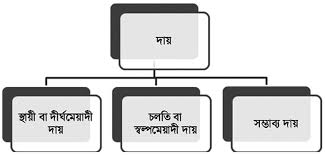 দায়
স্থায়ী বা দীর্ঘমেয়াদী
দায়
চলতি বা
স্বল্পমেয়াদী দায়
সম্ভাব্য দায়